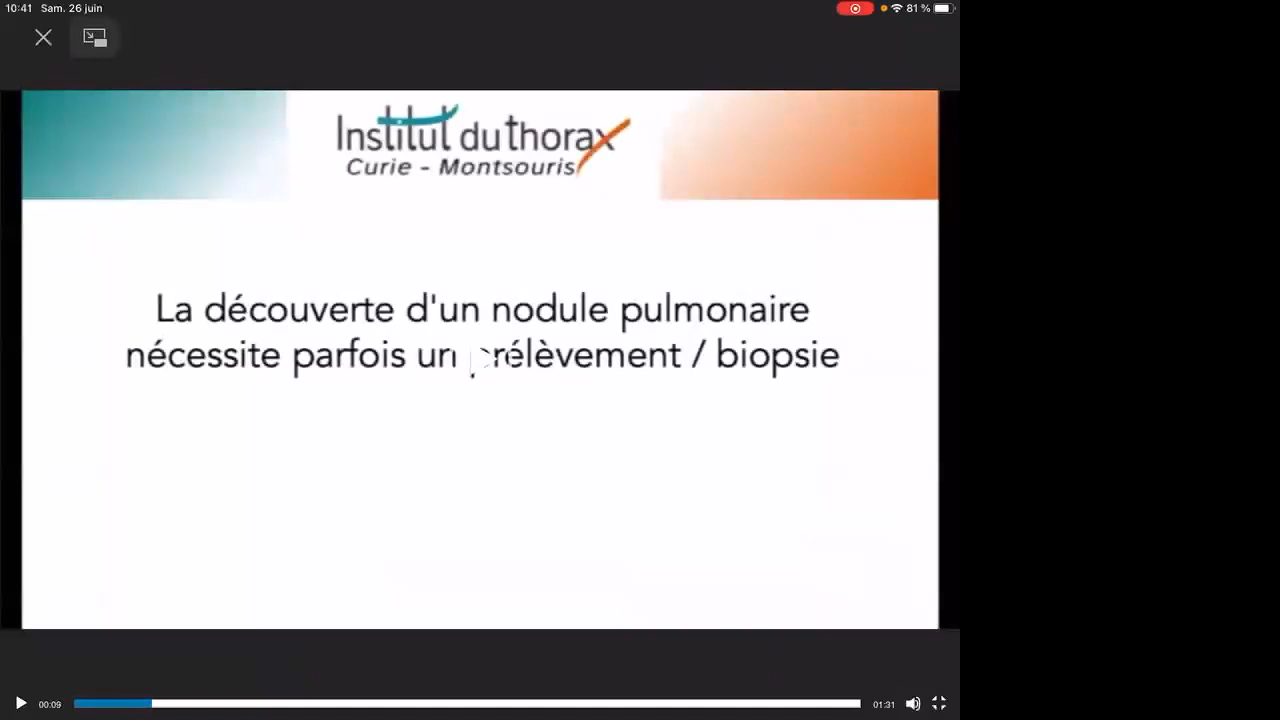 10:41 Sam. 26 juin
81 %
Institut du thorax
Curie - Montsouris
La découverte d'un nodule pulmonaire
nécessite parfois un prélèvement / biopsie
00:09
01:31